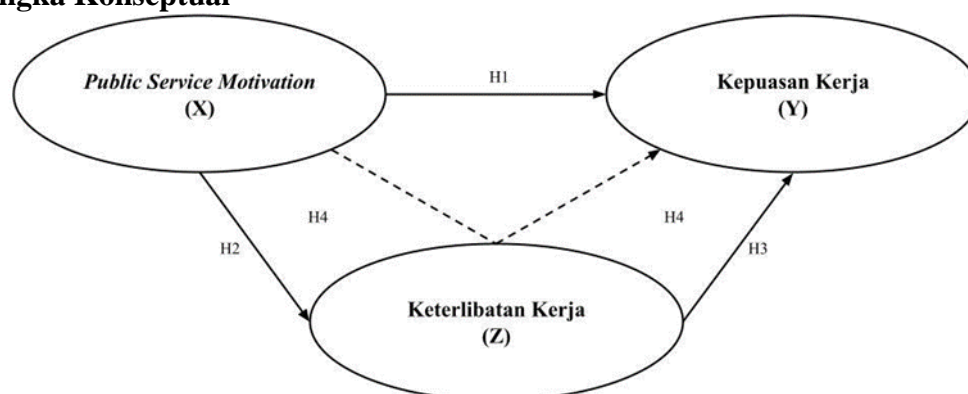 ngka Konseptual
Public Service Motivation
(X)
H1
Kepuasan Kerja
(Y)
H4
H4
H2
H3
Keterlibatan Kerja
(Z)